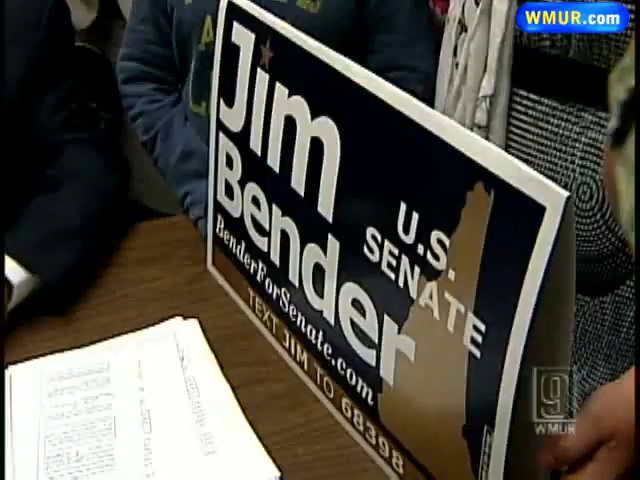 WMUR.com
Jim
Bender
U.S.
SENATE
BenderForSenate.com
TEXT JIM TO 68398
9
WMUR